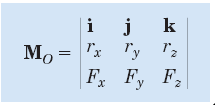 i j k
M_O = | r_x r_y r_z |
F_x F_y F_z